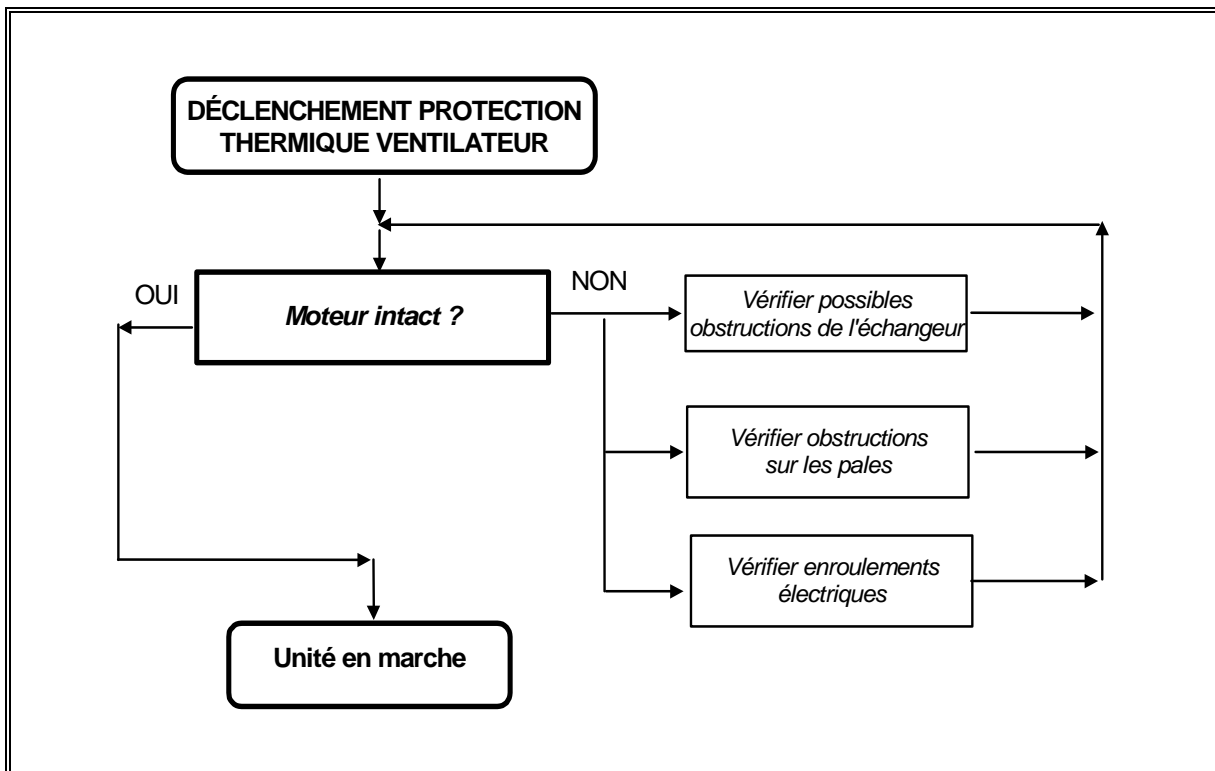 DÉCLENCHEMENT PROTECTION
THERMIQUE VENTILATEUR
OUI
Moteur intact ?
NON
Vérifier possibles
obstructions de l'échangeur
Vérifier obstructions
sur les pales
Vérifier enroulements
électriques
Unité en marche